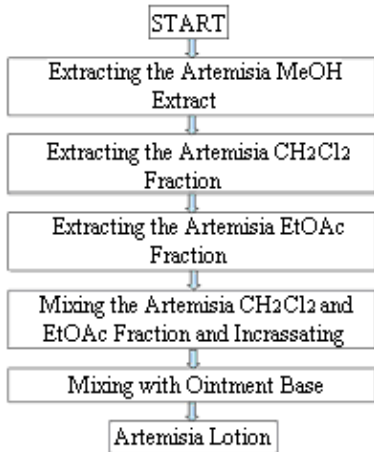 START
Extracting the Artemisia MeOH
Extract
Extracting the Artemisia CH2Cl2
Fraction
Extracting the Artemisia EtOAc
Fraction
Mixing the Artemisia CH2Cl2 and
EtOAc Fraction and Incrassating
Mixing with Ointment Base
Artemisia Lotion